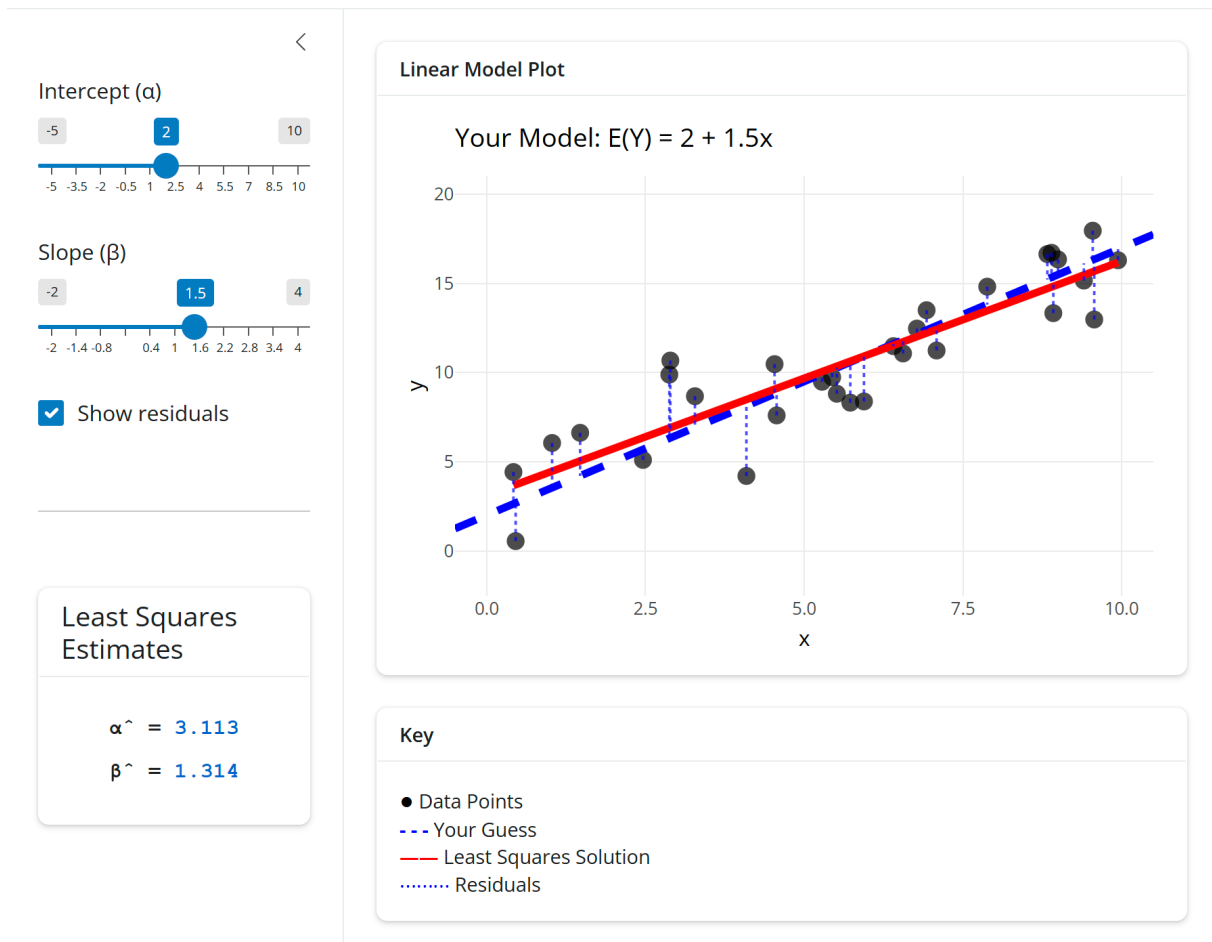 Intercept (α)
-5 2 10
-5 -3.5 -2 -0.5 1 2.5 4 5.5 7 8.5 10
Slope (β)
-2 1.5 4
-2 -1.4 -0.8 0.4 1 1.6 2.2 2.8 3.4 4
Show residuals
Least Squares
Estimates
α^ = 3.113
β^ = 1.314
Linear Model Plot
Your Model: E(Y) = 2 + 1.5x
20
15
10
5
0
y
0.0 2.5 5.0 7.5 10.0
x
Key
Data Points
Your Guess
Least Squares Solution
Residuals